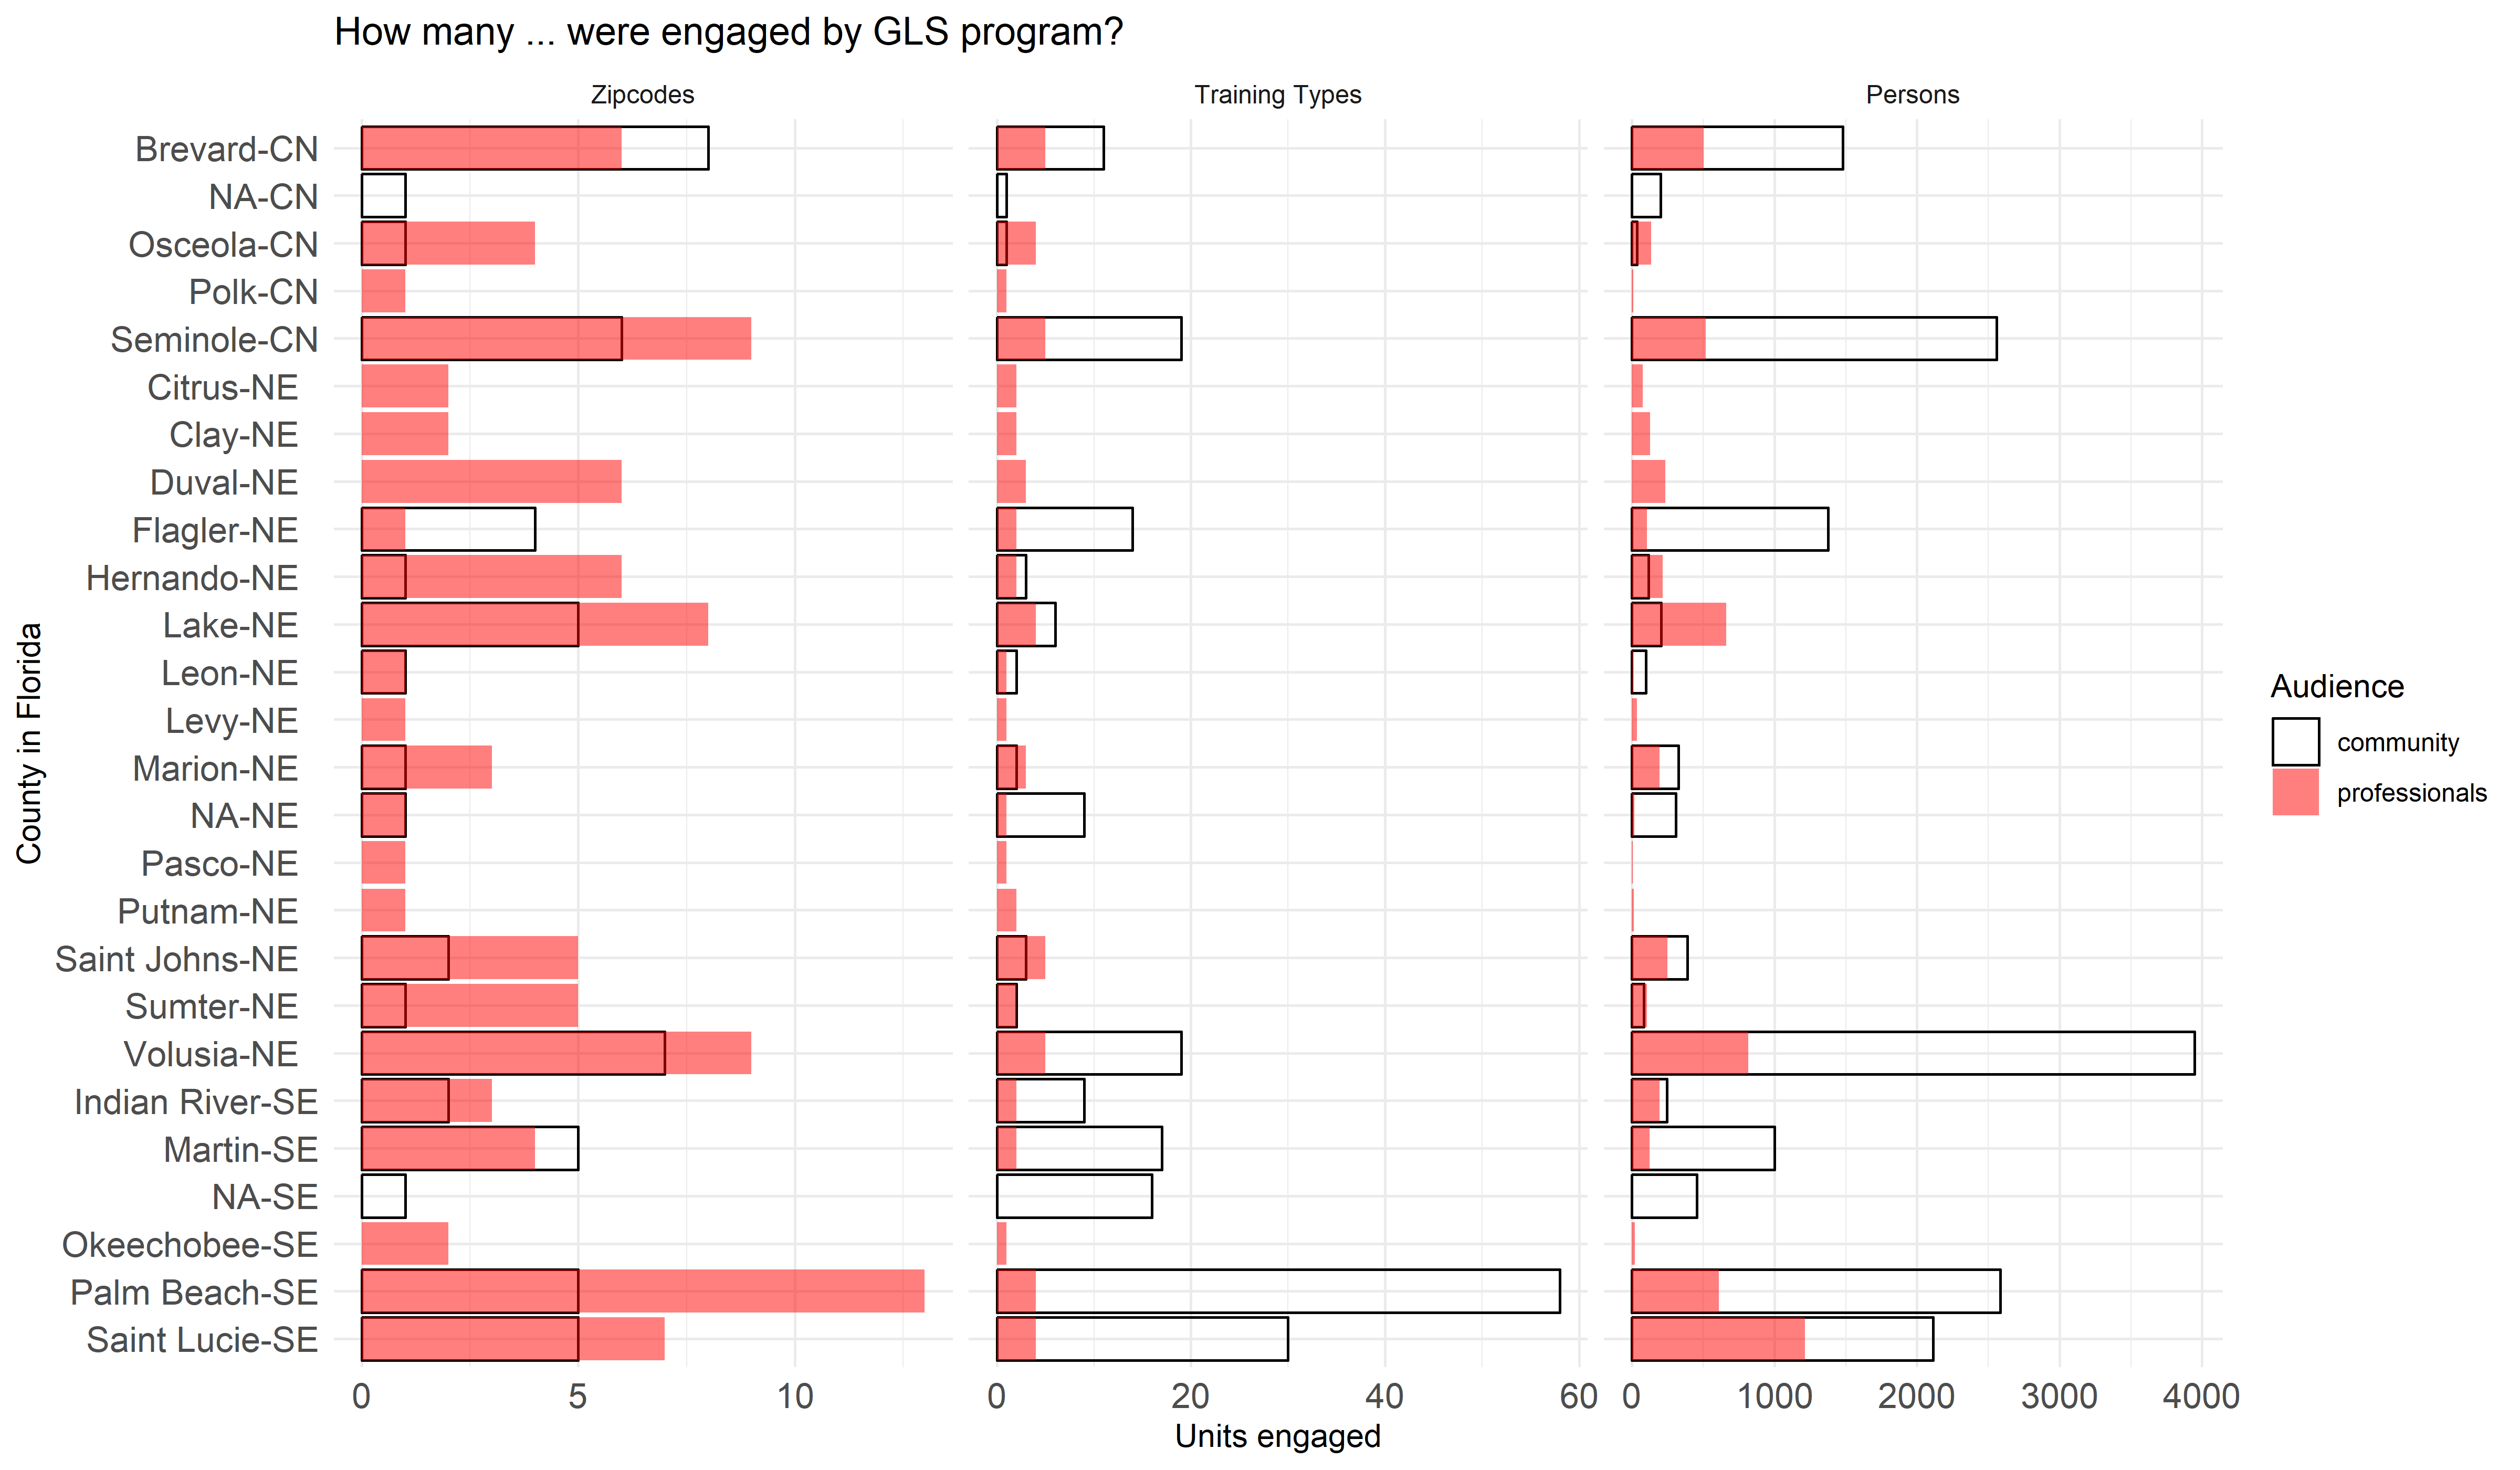 How many ... were engaged by GLS program?
Zipcodes
Training Types
Persons
County in Florida
Brevard-CN
NA-CN
Osceola-CN
Polk-CN
Seminole-CN
Citrus-NE
Clay-NE
Duval-NE
Flagler-NE
Hernando-NE
Lake-NE
Leon-NE
Levy-NE
Marion-NE
NA-NE
Pasco-NE
Putnam-NE
Saint Johns-NE
Sumter-NE
Volusia-NE
Indian River-SE
Martin-SE
NA-SE
Okeechobee-SE
Palm Beach-SE
Saint Lucie-SE
0 5 10
0 20 40 60
0 1000 2000 3000 4000
Units engaged
Audience
community
professionals